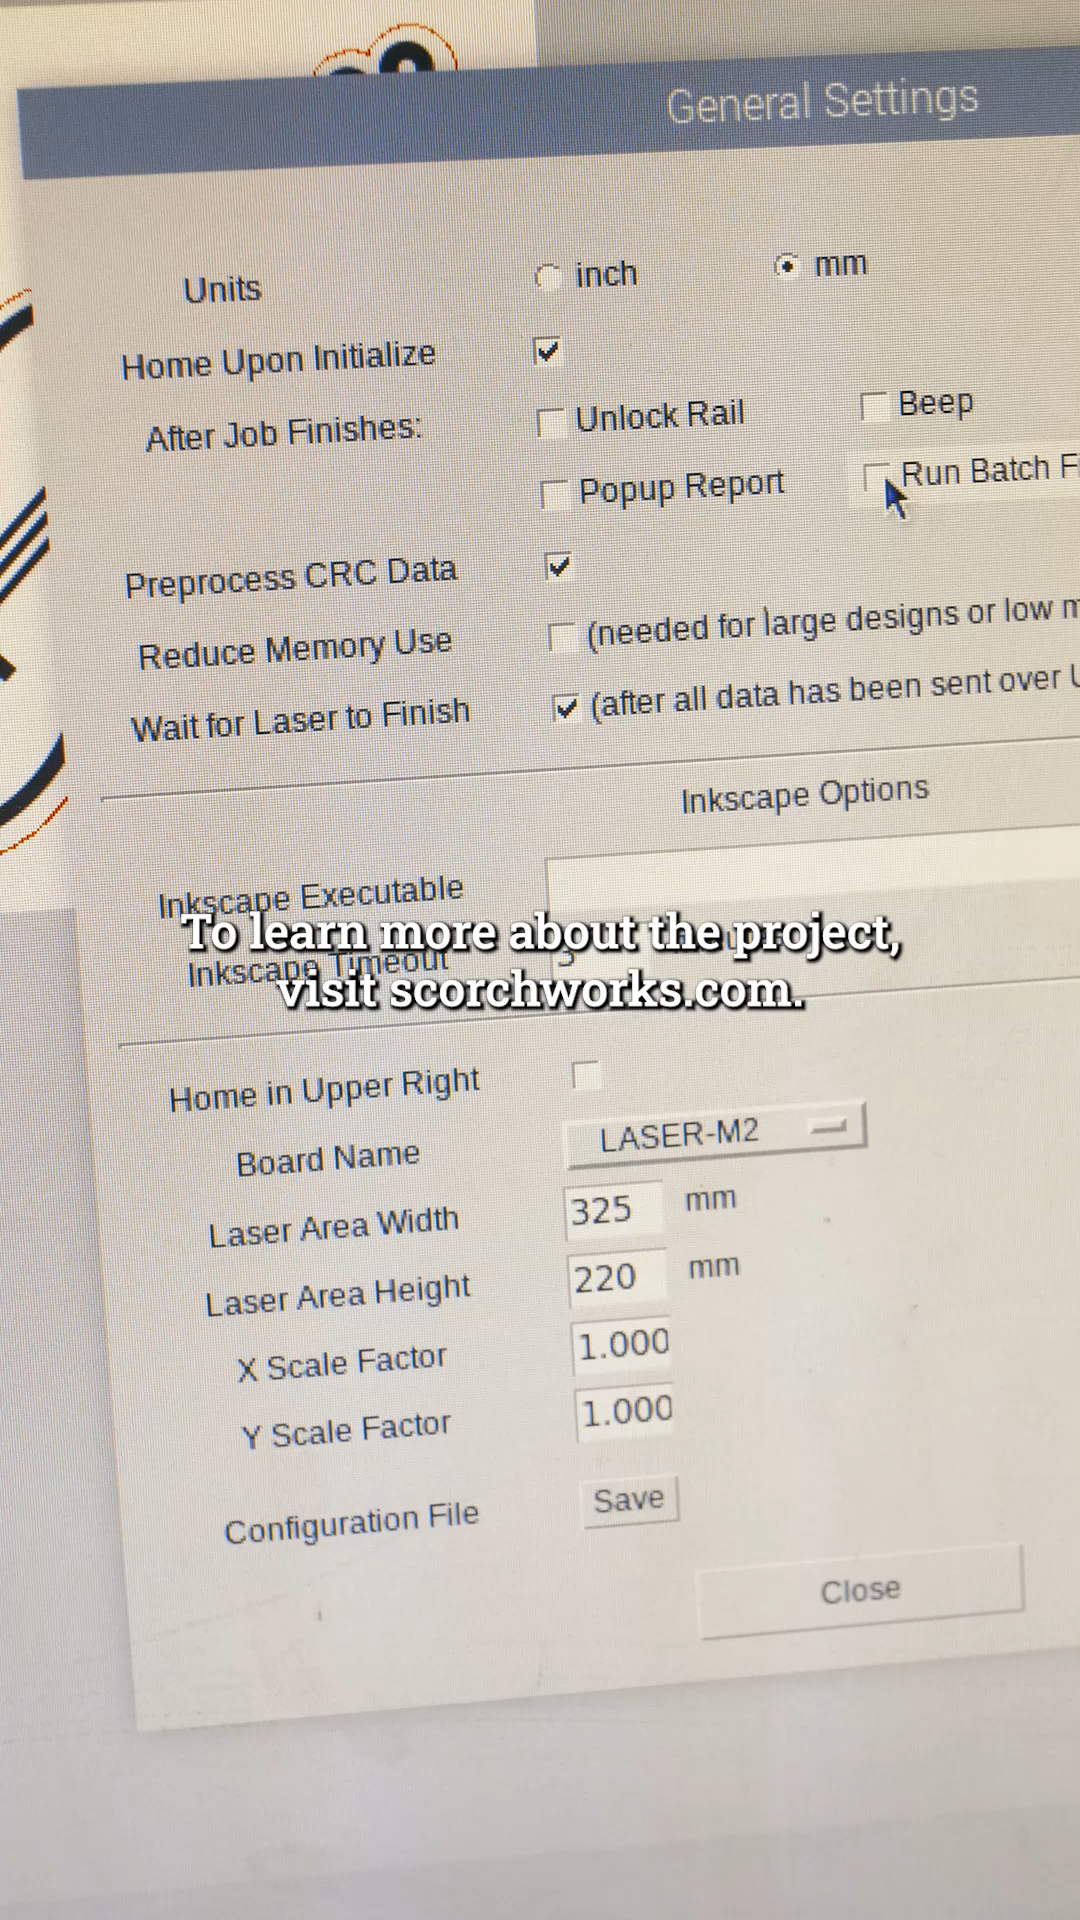 General Settings
Units inch mm
Home Upon Initialize
After Job Finishes: Unlock Rail Beep
Popup Report Run Batch F
Preprocess CRC Data
Reduce Memory Use (needed for large designs or low m
Wait for Laser to Finish (after all data has been sent over U
Inkscape Options
Inkscape Executable
To learn more about the project,
Inkscape Timeout 3
visit scorchworks.com.
Home in Upper Right
Board Name LASER-M2
Laser Area Width 325 mm
Laser Area Height 220 mm
X Scale Factor 1.000
Y Scale Factor 1.000
Configuration File Save
Close